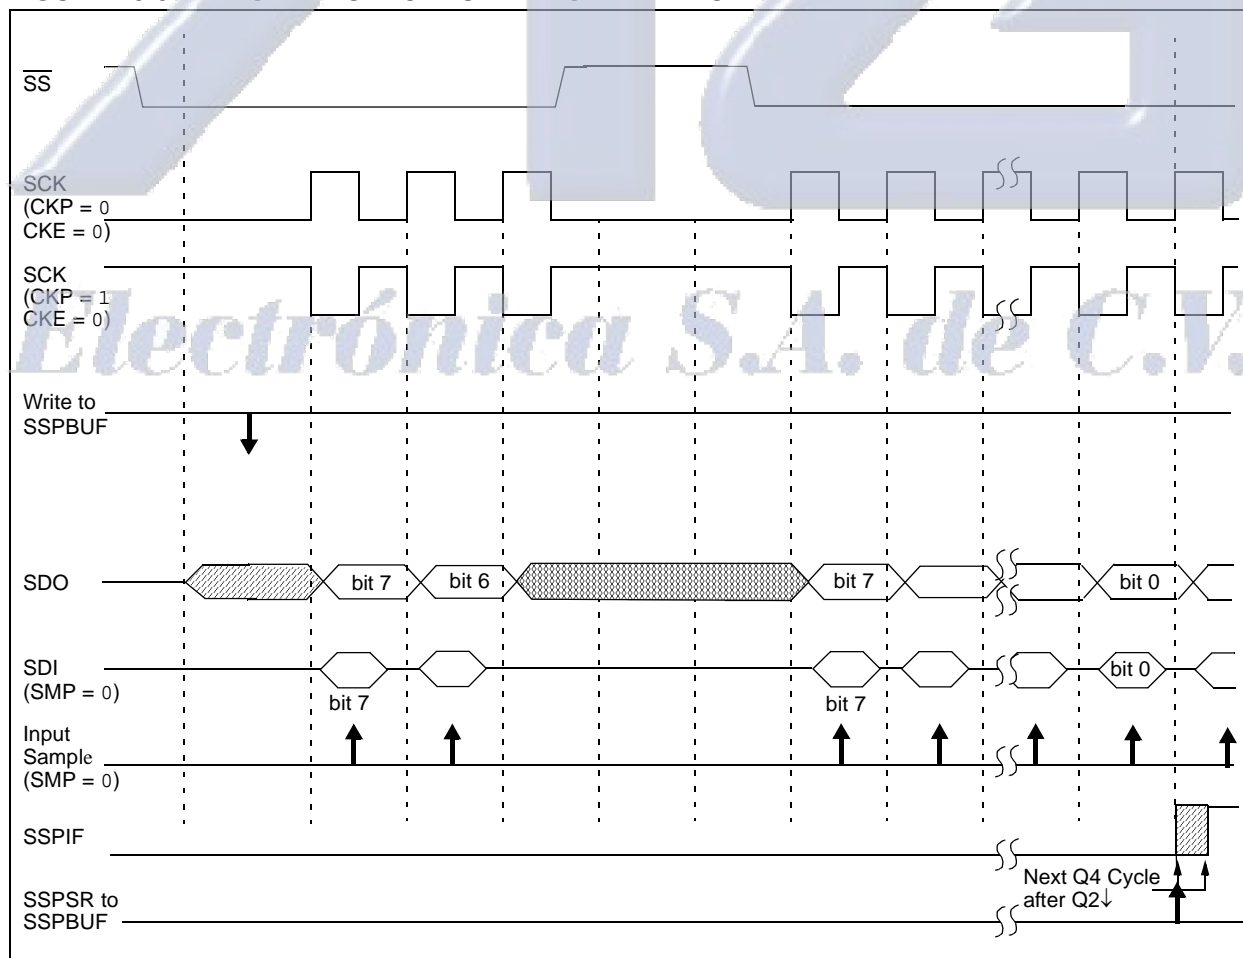 SS
SCK
(CKP = 0
CKE = 0)
SCK
(CKP = 1
CKE = 0)
Electrónica S.A. de C.V.
Write to
SSPBUF
SDO
bit 7
bit 6
bit 7
bit 0
SDI
(SMP = 0)
bit 7
bit 7
bit 0
Input
Sample
(SMP = 0)
SSPIF
Next Q4 Cycle
after Q2↓
SSPSR to
SSPBUF